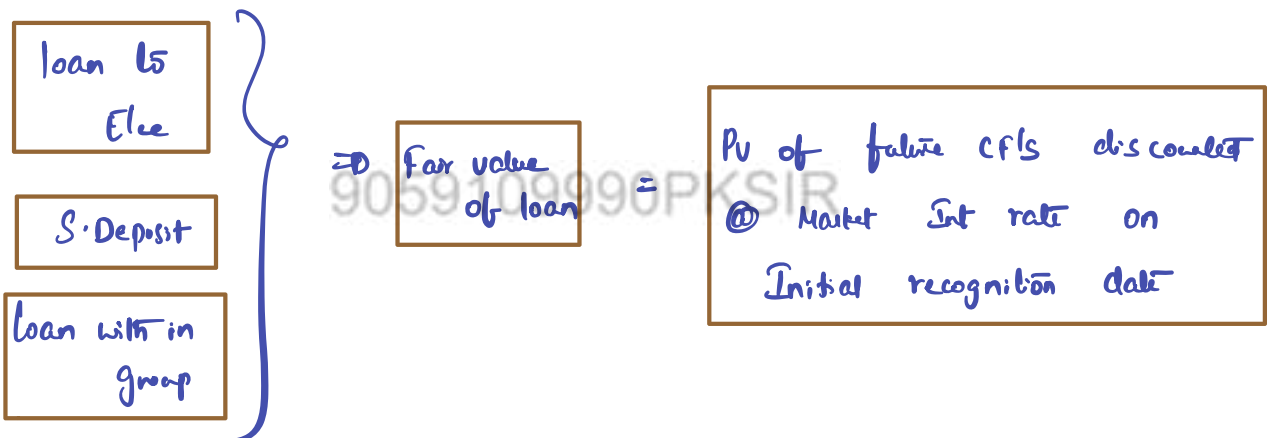 loan to
Elee
S.Deposit
loan with in
group
⇒ Fair value
of loan
=
PV of future CF's discounted
@ Market Int rate on
Initial recognition date
9059109990PKSIR